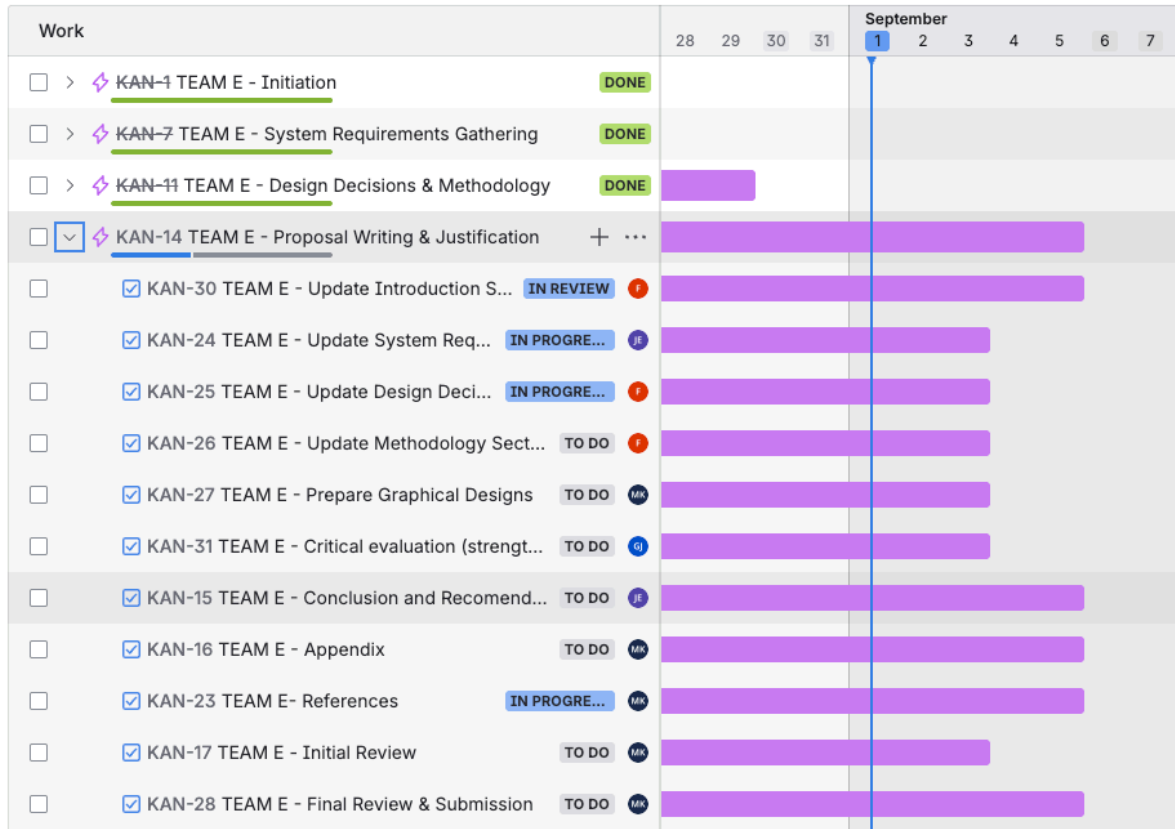 Work
September
28 29 30 31 1 2 3 4 5 6 7
KAN-1 TEAM E - Initiation DONE
KAN-7 TEAM E - System Requirements Gathering DONE
KAN-11 TEAM E - Design Decisions & Methodology DONE
KAN-14 TEAM E - Proposal Writing & Justification
KAN-30 TEAM E - Update Introduction S... IN REVIEW F
KAN-24 TEAM E - Update System Req... IN PROGRE... JE
KAN-25 TEAM E - Update Design Deci... IN PROGRE... F
KAN-26 TEAM E - Update Methodology Sect... TO DO F
KAN-27 TEAM E - Prepare Graphical Designs TO DO MK
KAN-31 TEAM E - Critical evaluation (strengt... TO DO GJ
KAN-15 TEAM E - Conclusion and Recomend... TO DO JE
KAN-16 TEAM E - Appendix TO DO MK
KAN-23 TEAM E- References IN PROGRE... MK
KAN-17 TEAM E - Initial Review TO DO MK
KAN-28 TEAM E - Final Review & Submission TO DO MK